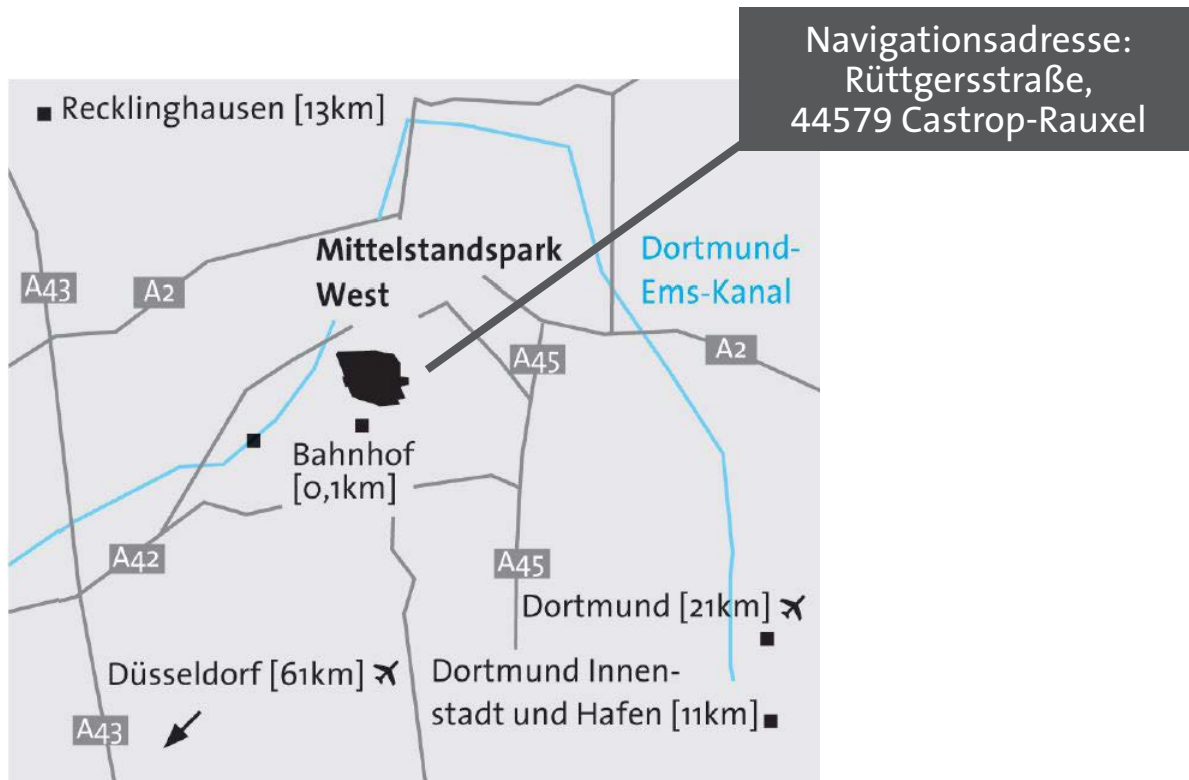 Navigationsadresse:
Rüttgersstraße,
44579 Castrop-Rauxel
Recklinghausen [13km]
Mittelstandspark
West
Dortmund-
Ems-Kanal
A43
A2
A45
A2
Bahnhof
[0,1km]
A42
A45
Dortmund [21km]
Düsseldorf [61km]
Dortmund Innen-
stadt und Hafen [11km]
A43